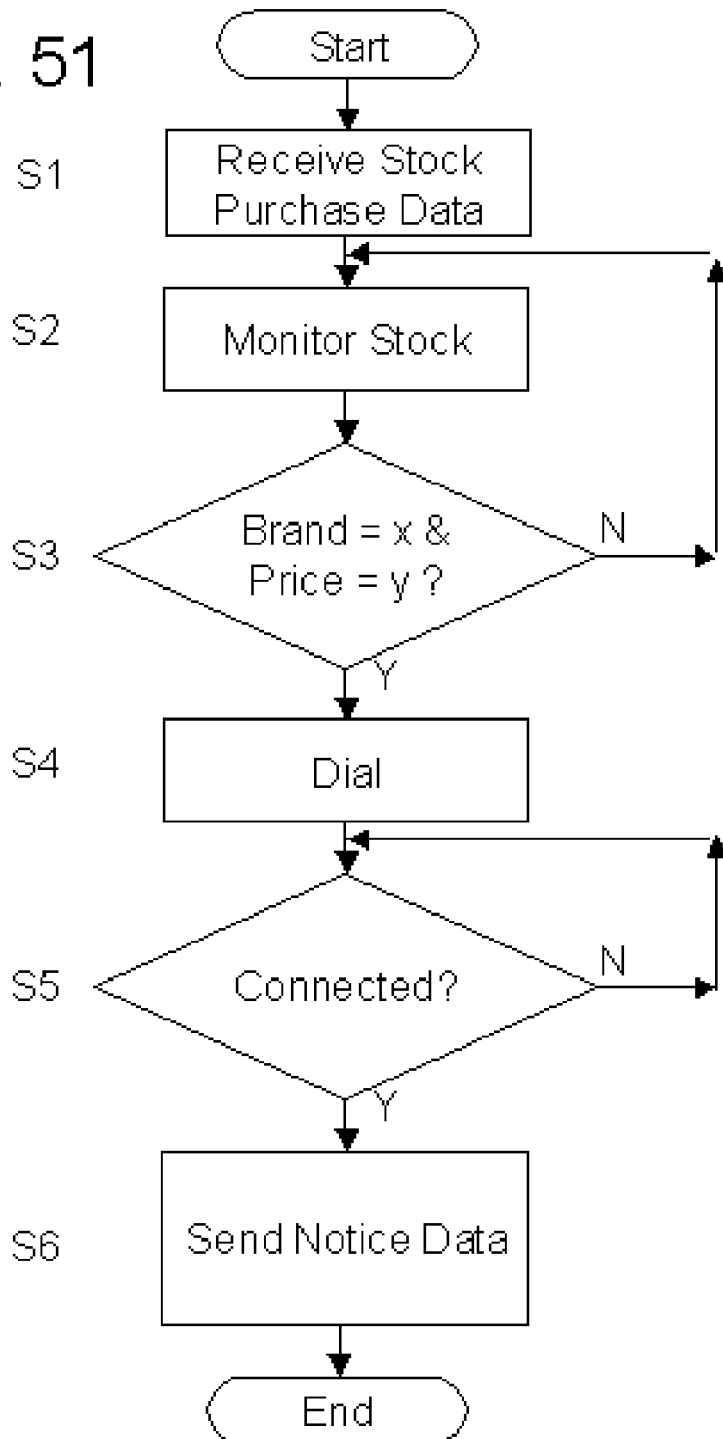 . 51
Start
S1
Receive Stock
Purchase Data
S2
Monitor Stock
S3
Brand = x &
Price = y ?
N
Y
S4
Dial
S5
Connected?
N
Y
S6
Send Notice Data
End